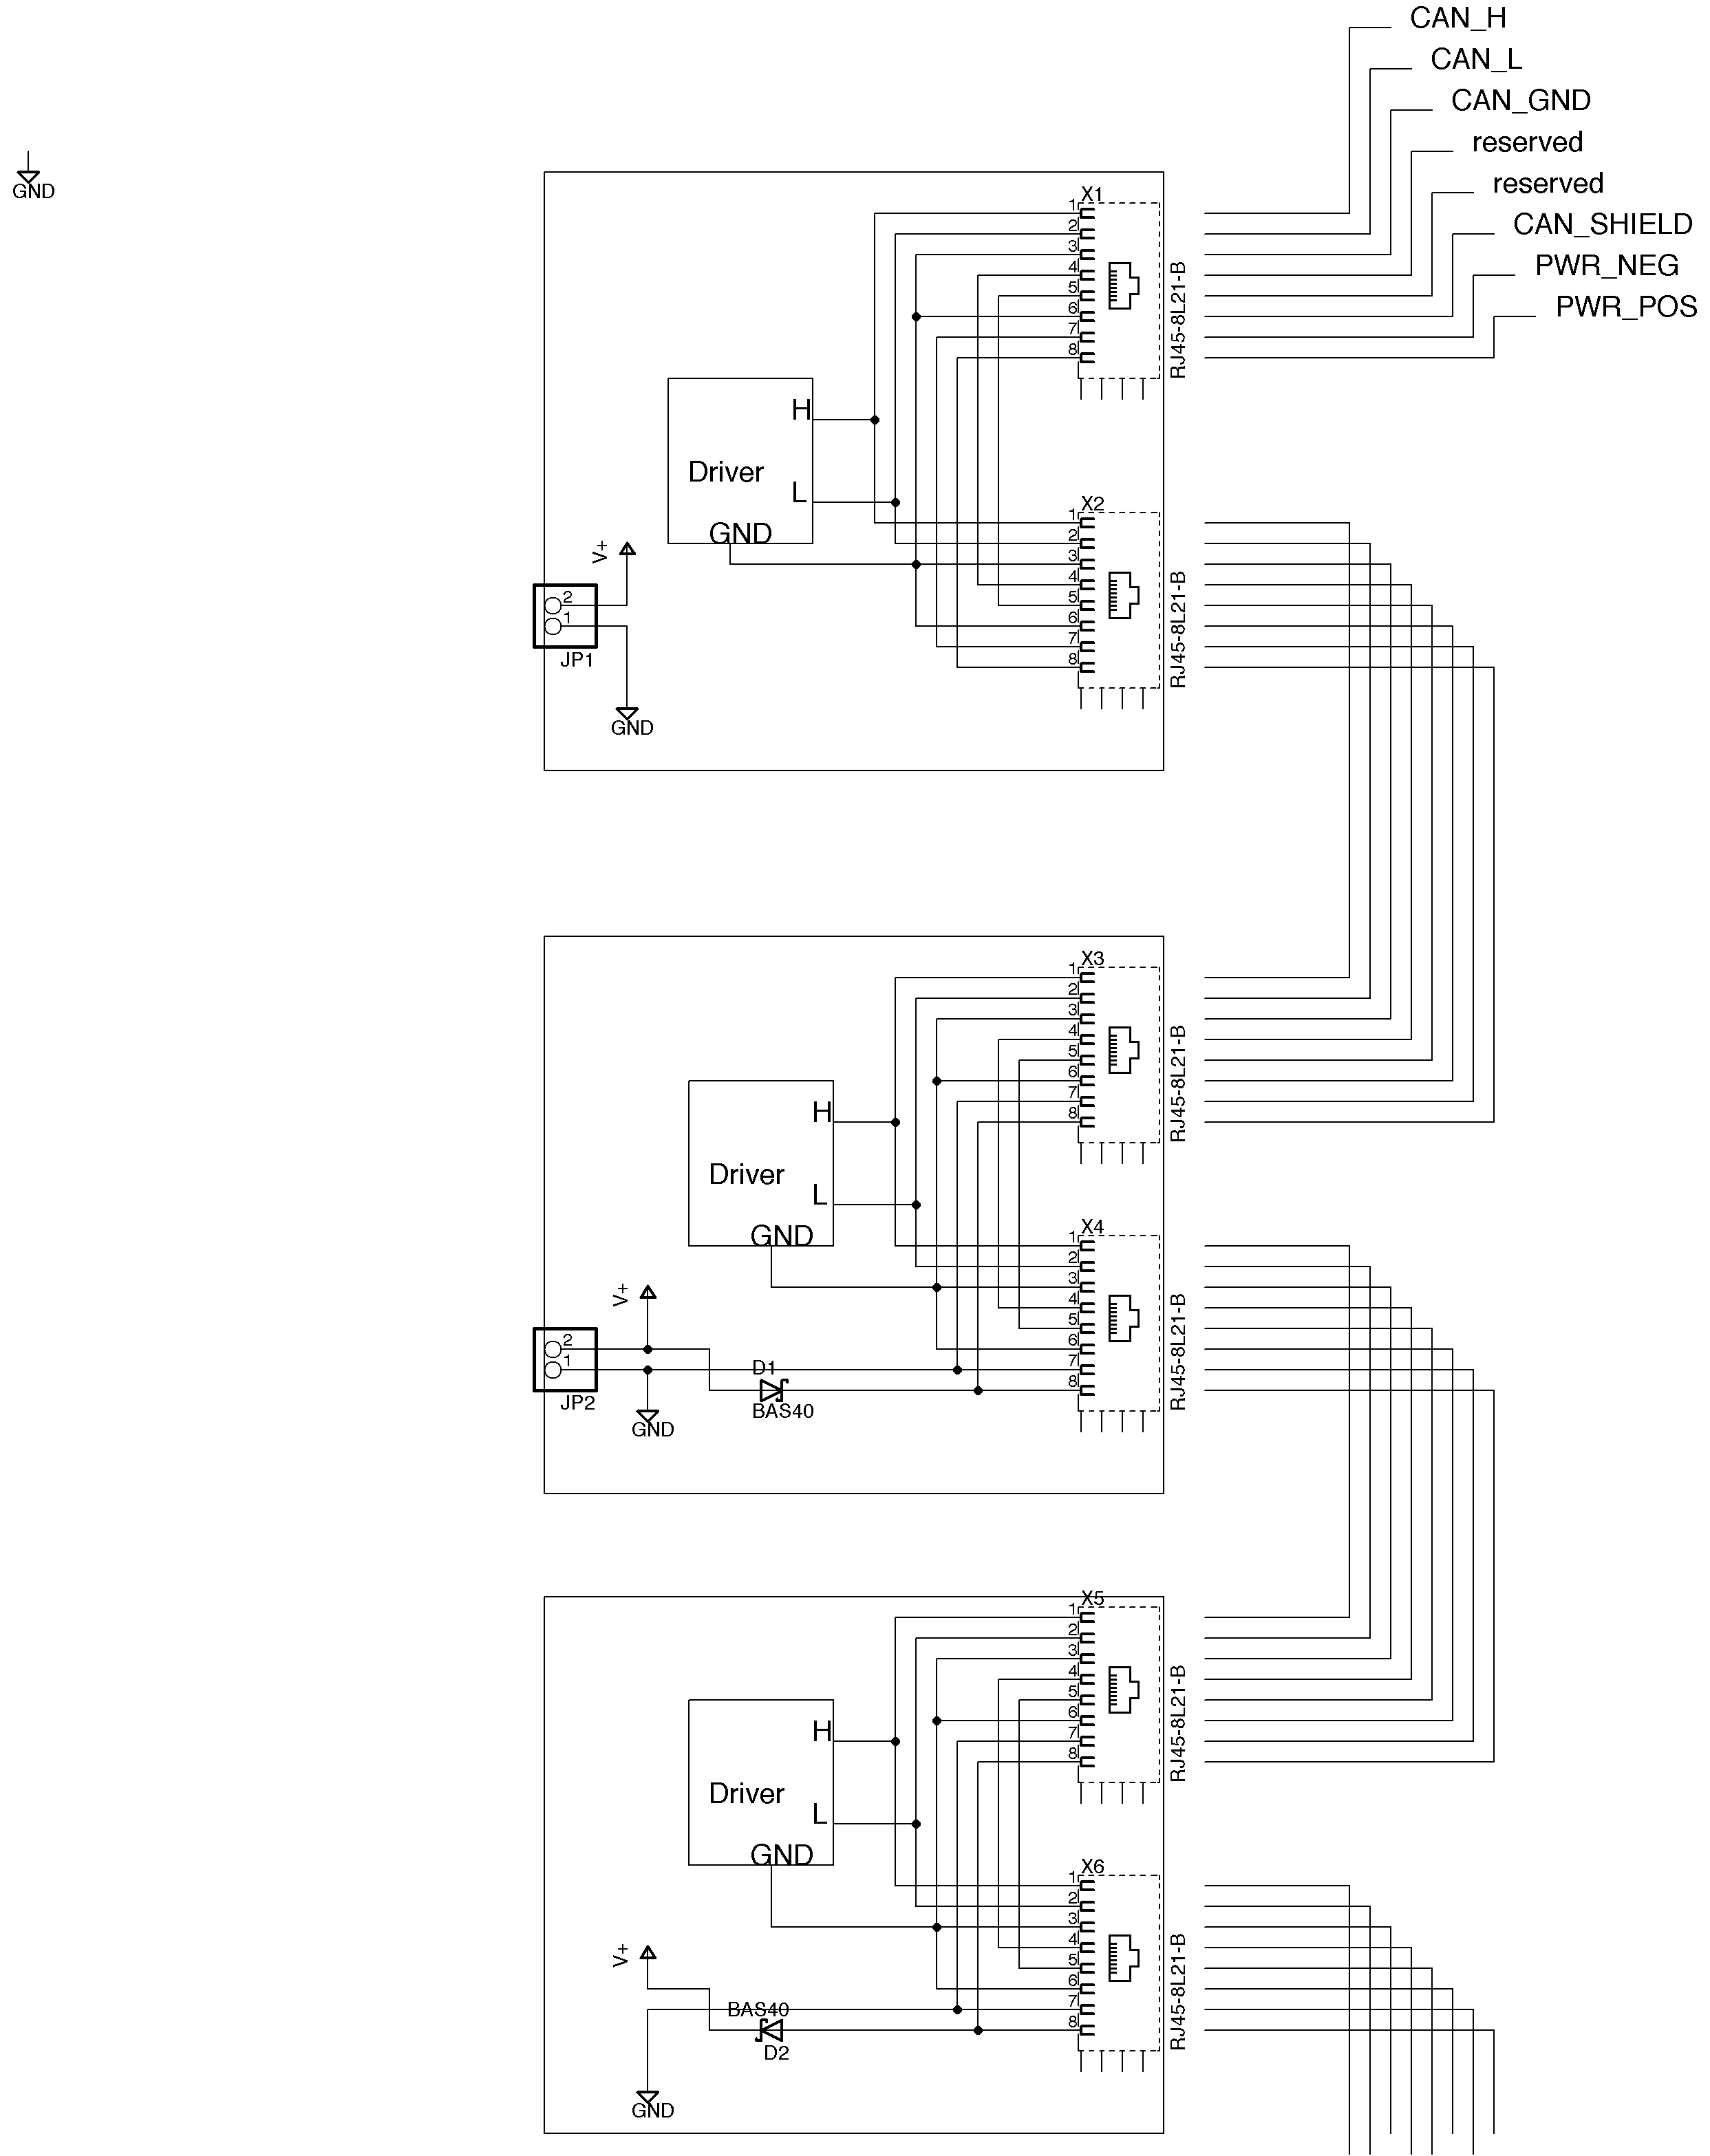 CAN_H
CAN_L
CAN_GND
reserved
reserved
CAN_SHIELD
PWR_NEG
PWR_POS
GND
X1
1
2
3
4
5
6
7
8
RJ45-8L21-B
H
Driver
L
GND
X2
1
2
3
4
5
6
7
8
RJ45-8L21-B
V+
2
1
JP1
GND
X3
1
2
3
4
5
6
7
8
RJ45-8L21-B
H
Driver
L
GND
X4
1
2
3
4
5
6
7
8
RJ45-8L21-B
V+
2
1
JP2
GND
D1
BAS40
X5
1
2
3
4
5
6
7
8
RJ45-8L21-B
H
Driver
L
GND
X6
1
2
3
4
5
6
7
8
RJ45-8L21-B
V+
BAS40
D2
GND